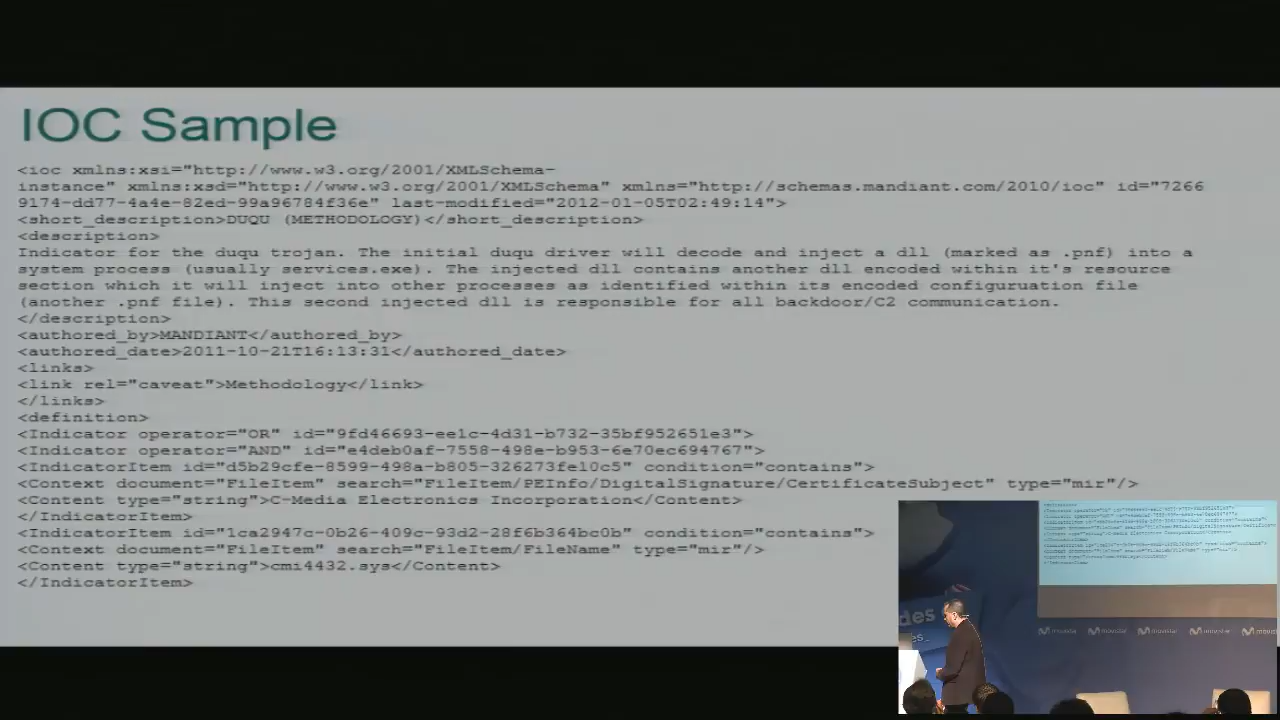 IOC Sample
<ioc xmlns:xsi="http://www.w3.org/2001/XMLSchema-
instance" xmlns:xsd="http://www.w3.org/2001/XMLSchema" xmlns="http://schemas.mandiant.com/2010/ioc" id="7266
9174-dd77-4a4e-82ed-99a96784f36e" last-modified="2012-01-05T02:49:14">
<short_description>DUQU (METHODOLOGY)</short_description>
<description>
Indicator for the duqu trojan. The initial duqu driver will decode and inject a dll (marked as .pnf) into a
system process (usually services.exe). The injected dll contains another dll encoded within it's resource
section which it will inject into other processes as identified within its encoded configuruation file
(another .pnf file). This second injected dll is responsible for all backdoor/C2 communication.
</description>
<authored_by>MANDIANT</authored_by>
<authored_date>2011-10-21T16:13:31</authored_date>
<links>
<link rel="caveat">Methodology</link>
</links>
<definition>
<Indicator operator="OR" id="9fd46693-ee1c-4d31-b732-35bf952651e3">
<Indicator operator="AND" id="e4deb0af-7558-498e-b953-6e70ec694767">
<IndicatorItem id="d5b29cfe-8599-498a-b805-326273fe10c5" condition="contains">
<Context document="FileItem" search="FileItem/PEInfo/DigitalSignature/CertificateSubject" type="mir"/>
<Content type="string">C-Media Electronics Incorporation</Content>
</IndicatorItem>
<IndicatorItem condition="contains">
<Context document="FileItem" search="FileItem/FileName" type="mir"/>
<Content type="string">cmi4432.sys</Content>
</IndicatorItem>
des
movistar movistar movistar movistar movistar